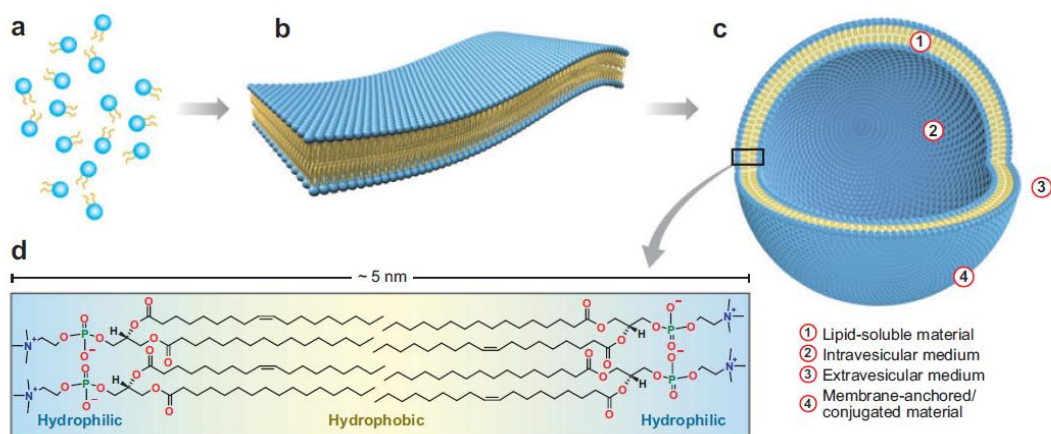 a
b
c
1
2
3
4
d
~ 5 nm
O
O
O
O
P
O
O
O
−
N
+
H
O
O
O
O
P
O
O
O
−
N
+
H
O
O
O
O
P
O
O
O
−
N
+
H
O
O
O
O
P
O
O
O
−
N
+
H
Hydrophilic
Hydrophobic
Hydrophilic
1 Lipid-soluble material
2 Intravesicular medium
3 Extravesicular medium
4 Membrane-anchored/
conjugated material